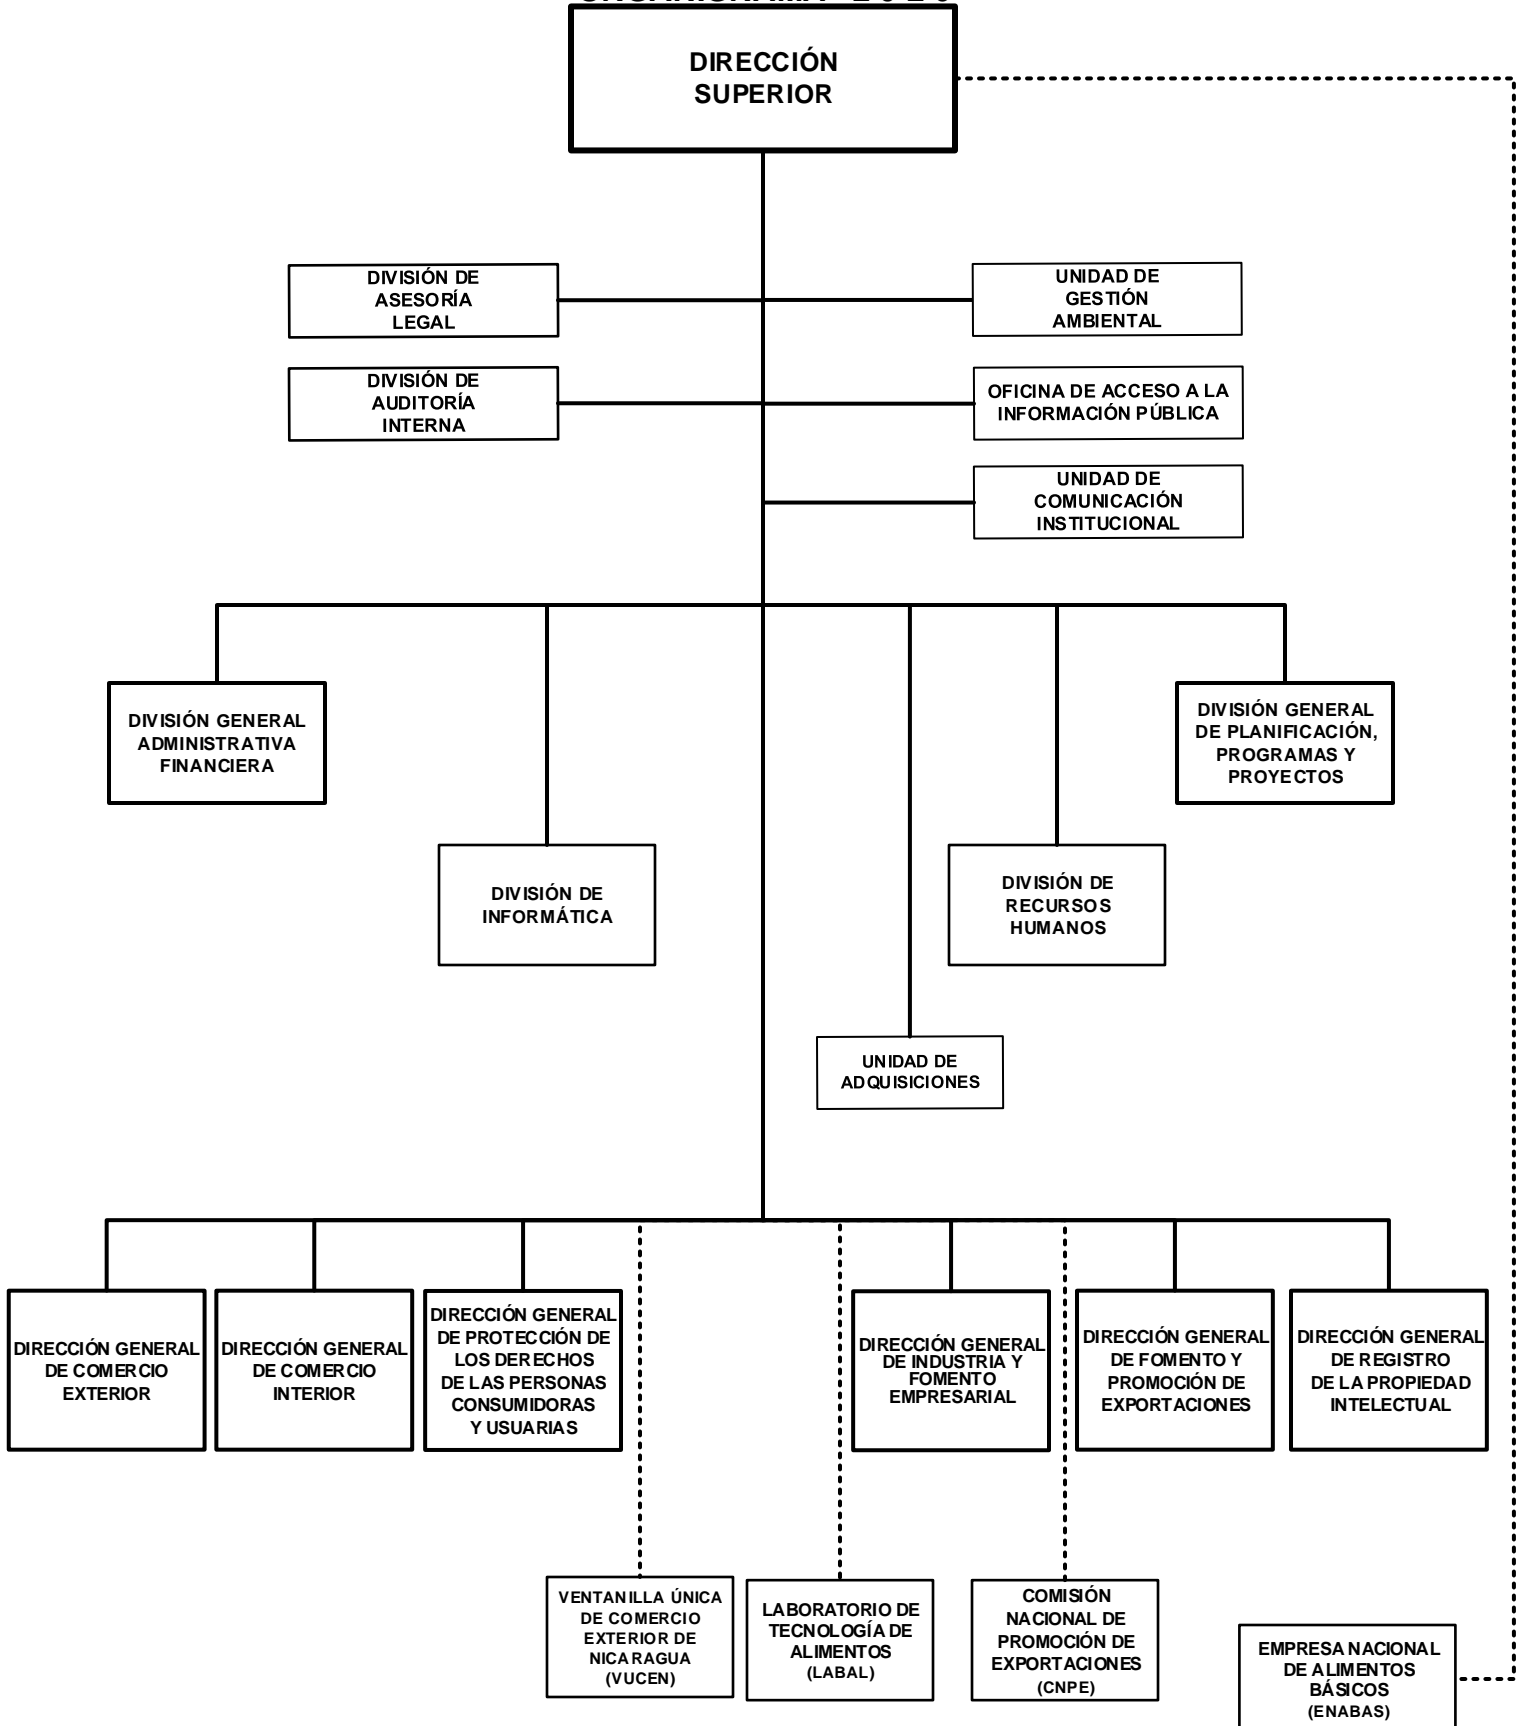 DIRECCIÓN
SUPERIOR
DIVISIÓN DE
ASESORÍA
LEGAL
UNIDAD DE
GESTIÓN
AMBIENTAL
DIVISIÓN DE
AUDITORÍA
INTERNA
OFICINA DE ACCESO A LA
INFORMACIÓN PÚBLICA
UNIDAD DE
COMUNICACIÓN
INSTITUCIONAL
DIVISIÓN GENERAL
ADMINISTRATIVA
FINANCIERA
DIVISIÓN GENERAL
DE PLANIFICACIÓN,
PROGRAMAS Y
PROYECTOS
DIVISIÓN DE
INFORMÁTICA
DIVISIÓN DE
RECURSOS
HUMANOS
UNIDAD DE
ADQUISICIONES
DIRECCIÓN GENERAL
DE COMERCIO
EXTERIOR
DIRECCIÓN GENERAL
DE COMERCIO
INTERIOR
DIRECCIÓN GENERAL
DE PROTECCIÓN DE
LOS DERECHOS
DE LAS PERSONAS
CONSUMIDORAS
Y USUARIAS
DIRECCIÓN GENERAL
DE INDUSTRIA Y
FOMENTO
EMPRESARIAL
DIRECCIÓN GENERAL
DE FOMENTO Y
PROMOCIÓN DE
EXPORTACIONES
DIRECCIÓN GENERAL
DE REGISTRO
DE LA PROPIEDAD
INTELECTUAL
VENTANILLA ÚNICA
DE COMERCIO
EXTERIOR DE
NICARAGUA
(VUCEN)
LABORATORIO DE
TECNOLOGÍA DE
ALIMENTOS
(LABAL)
COMISIÓN
NACIONAL DE
PROMOCIÓN DE
EXPORTACIONES
(CNPE)
EMPRESA NACIONAL
DE ALIMENTOS
BÁSICOS
(ENABAS)